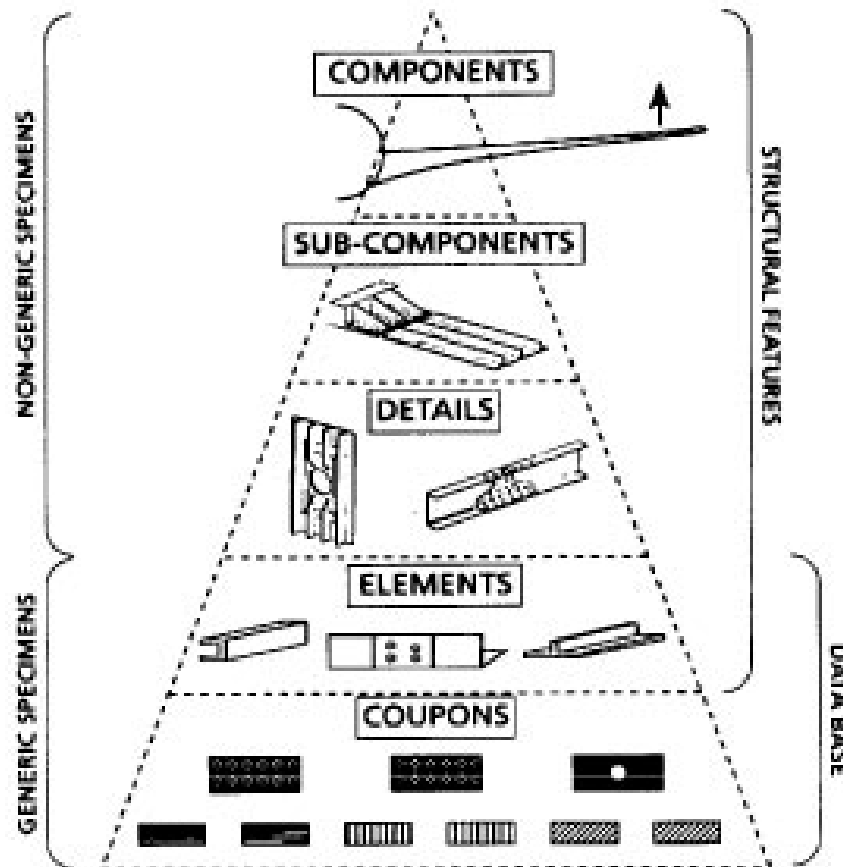 COMPONENTS
SUB-COMPONENTS
DETAILS
ELEMENTS
COUPONS
NON-GENERIC SPECIMENS
GENERIC SPECIMENS
STRUCTURAL FEATURES
DATA BASE